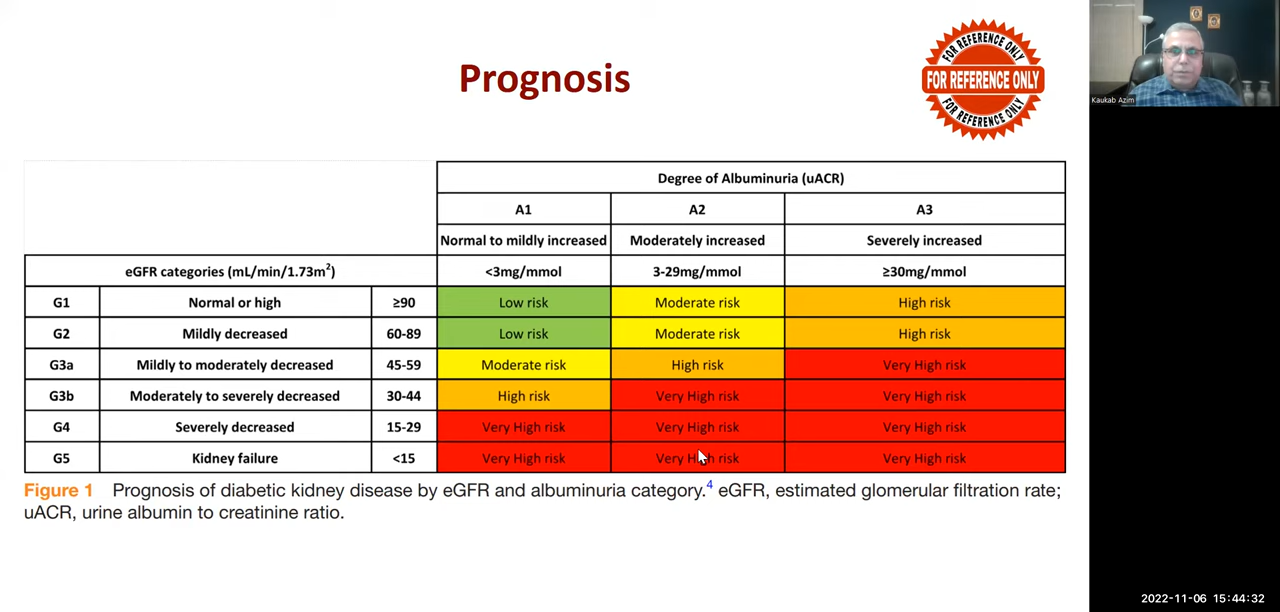 Prognosis
FOR REFERENCE ONLY
FOR REFERENCE ONLY
FOR REFERENCE ONLY
Kaukab Azim
Degree of Albuminuria (uACR)
A1 A2 A3
Normal to mildly increased Moderately increased Severely increased
eGFR categories (mL/min/1.73m²) <3mg/mmol 3-29mg/mmol ≥30mg/mmol
G1 Normal or high ≥90 Low risk Moderate risk High risk
G2 Mildly decreased 60-89 Low risk Moderate risk High risk
G3a Mildly to moderately decreased 45-59 Moderate risk High risk Very High risk
G3b Moderately to severely decreased 30-44 High risk Very High risk Very High risk
G4 Severely decreased 15-29 Very High risk Very High risk Very High risk
G5 Kidney failure <15 Very High risk Very High risk Very High risk
Figure 1 Prognosis of diabetic kidney disease by eGFR and albuminuria category.⁴ eGFR, estimated glomerular filtration rate;
uACR, urine albumin to creatinine ratio.
2022-11-06 15:44:32